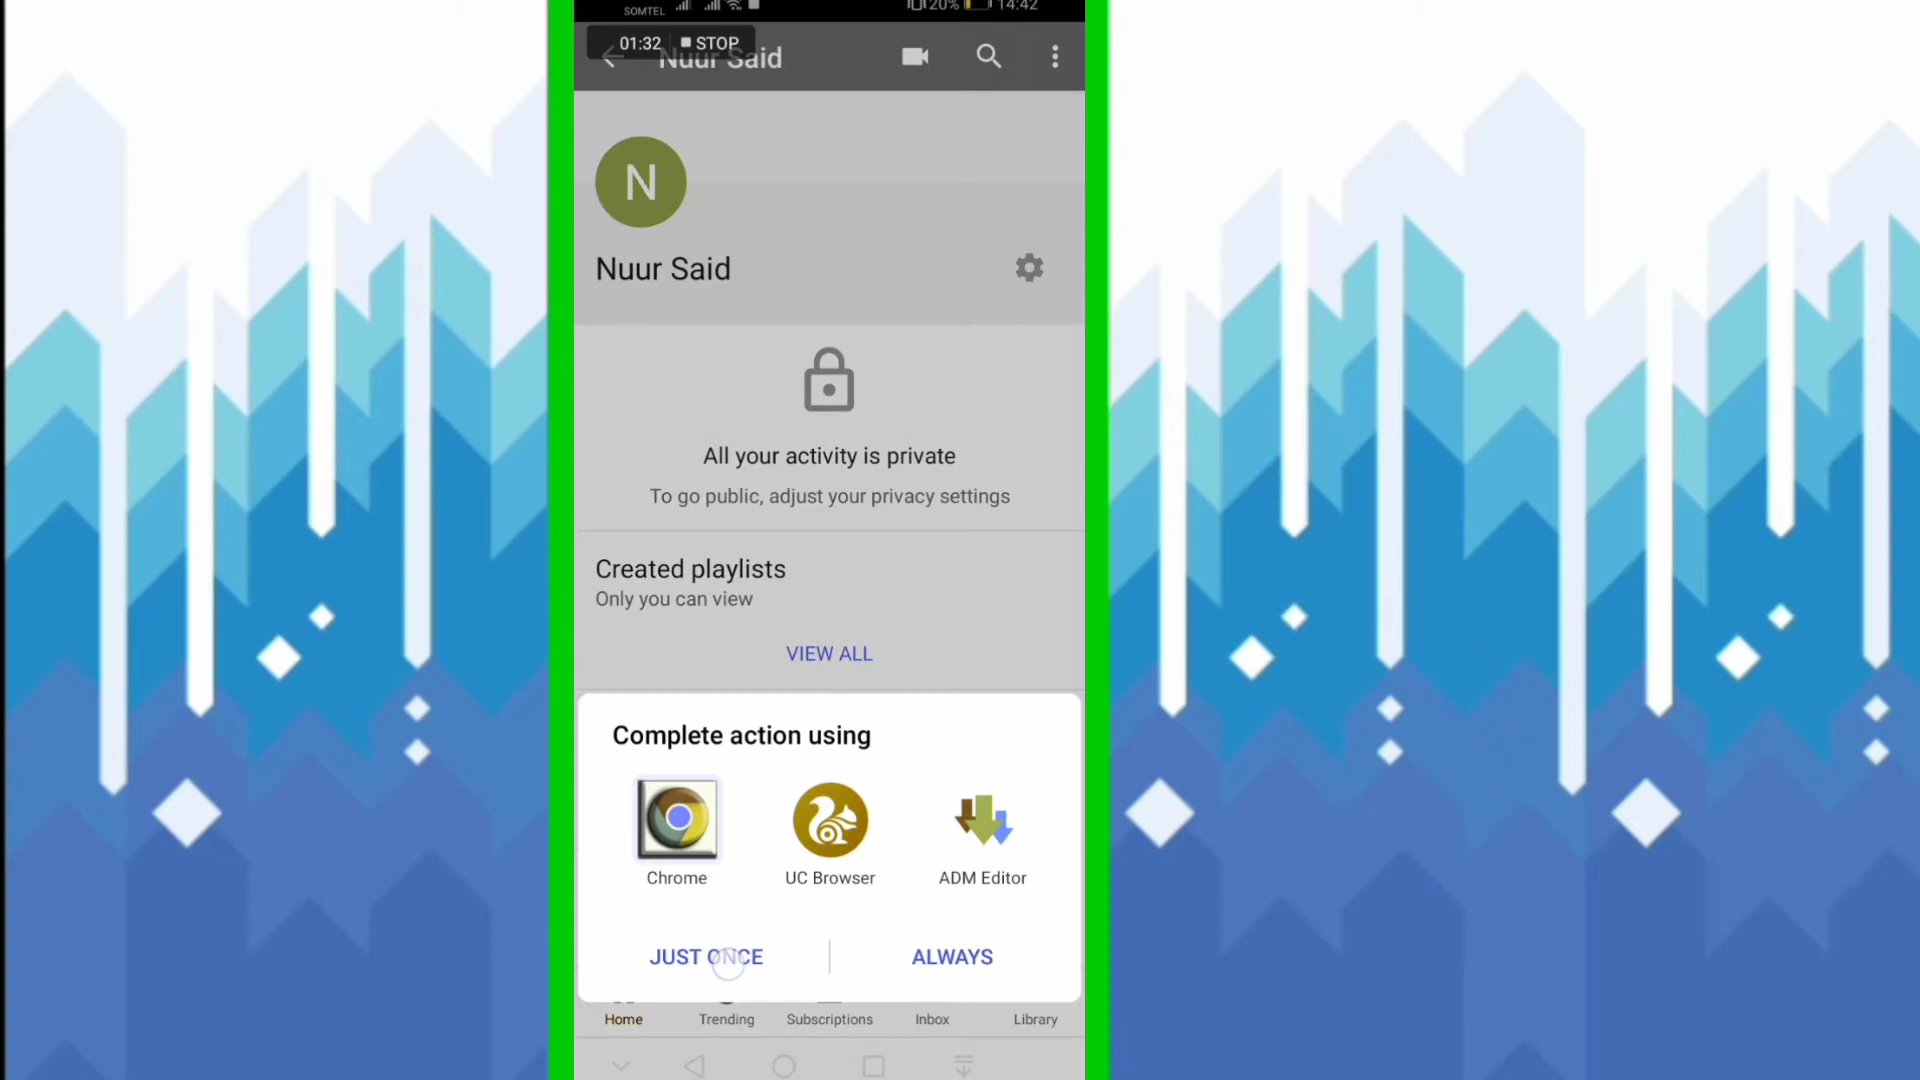 SOMTEL
20%
14:42
01:32
STOP
Nuur Said
N
Nuur Said
All your activity is private
To go public, adjust your privacy settings
Created playlists
Only you can view
VIEW ALL
Complete action using
Chrome
UC Browser
ADM Editor
JUST ONCE
ALWAYS
Home
Trending
Subscriptions
Inbox
Library